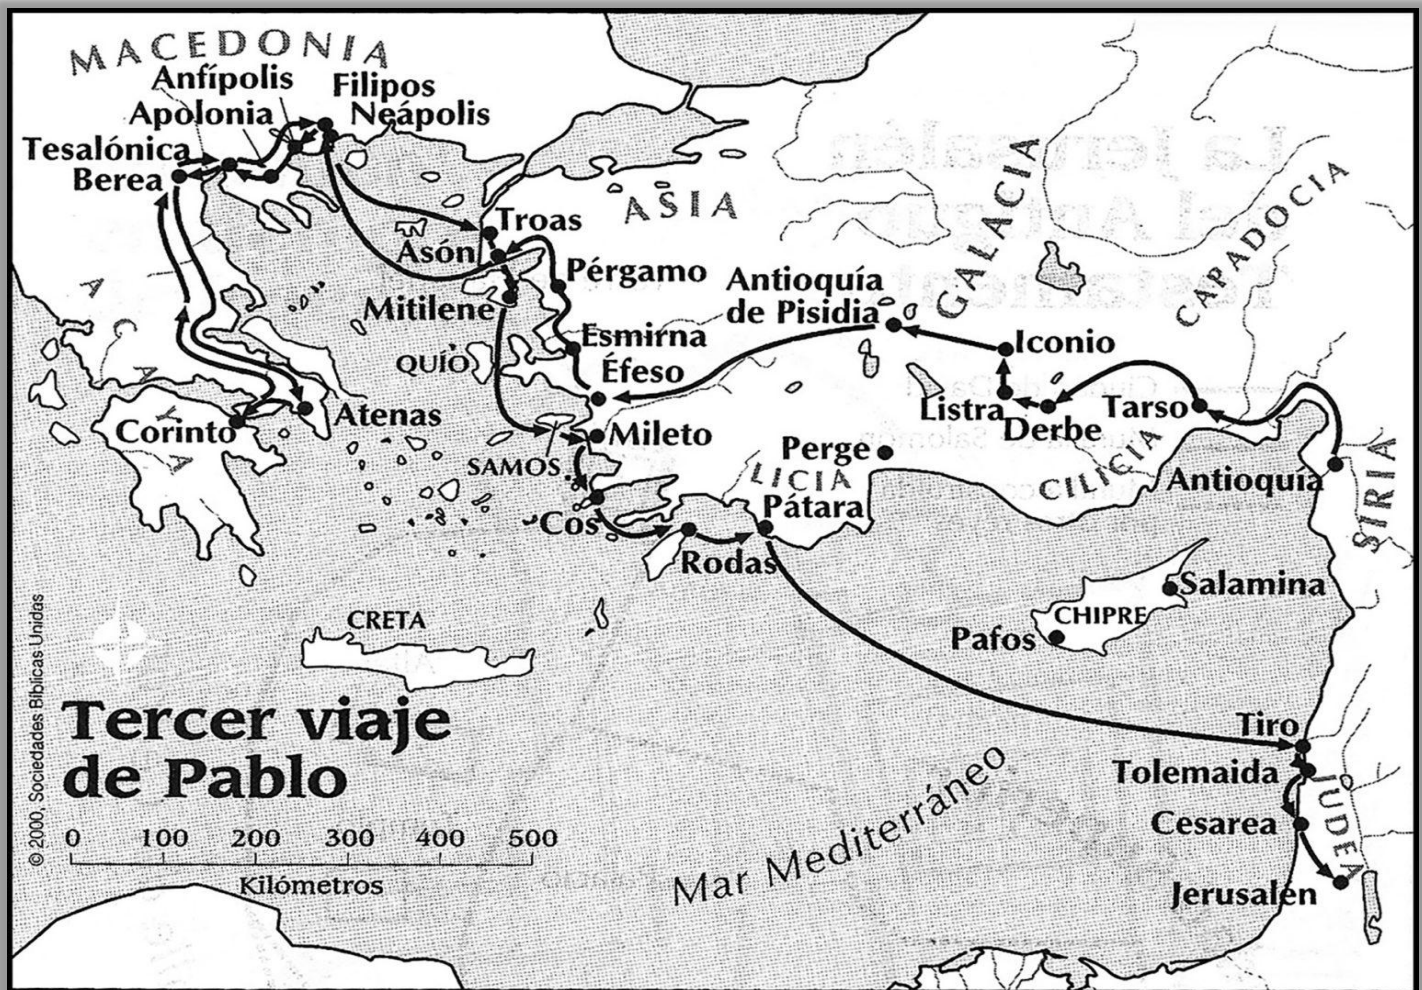 MACEDONIA
Anfípolis
Filipos
Apolonia
Neápolis
Tesalónica
Berea
ASIA
GALACIA
CAPADOCIA
Troas
Asón
Pérgamo
Antioquía
de Pisidia
Mitilene
Esmirna
Iconio
QUÍO
Éfeso
ACAYA
Atenas
Listra
Derbe
Tarso
Corinto
Mileto
Perge
SAMOS
LICIA
CILICIA
Antioquía
SIRIA
Pátara
Cos
Rodas
Salamina
CHIPRE
Pafos
CRETA
© 2000, Sociedades Bíblicas Unidas
Tercer viaje
de Pablo
0 100 200 300 400 500
Kilómetros
Mar Mediterráneo
Tiro
Tolemaida
JUDEA
Cesarea
Jerusalén